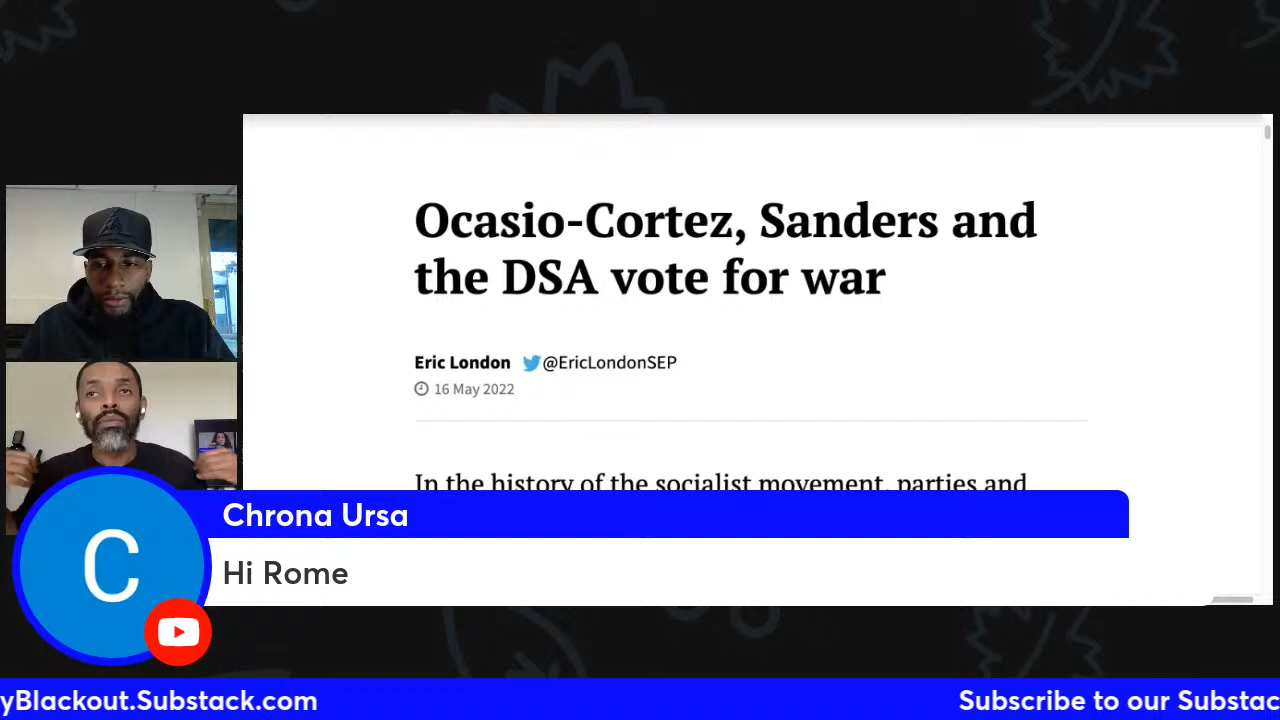 Ocasio-Cortez, Sanders and
the DSA vote for war
Eric London @EricLondonSEP
16 May 2022
In the history of the socialist movement, parties and
C
Chrona Ursa
Hi Rome
yBlackout.Substack.com
Subscribe to our Substac